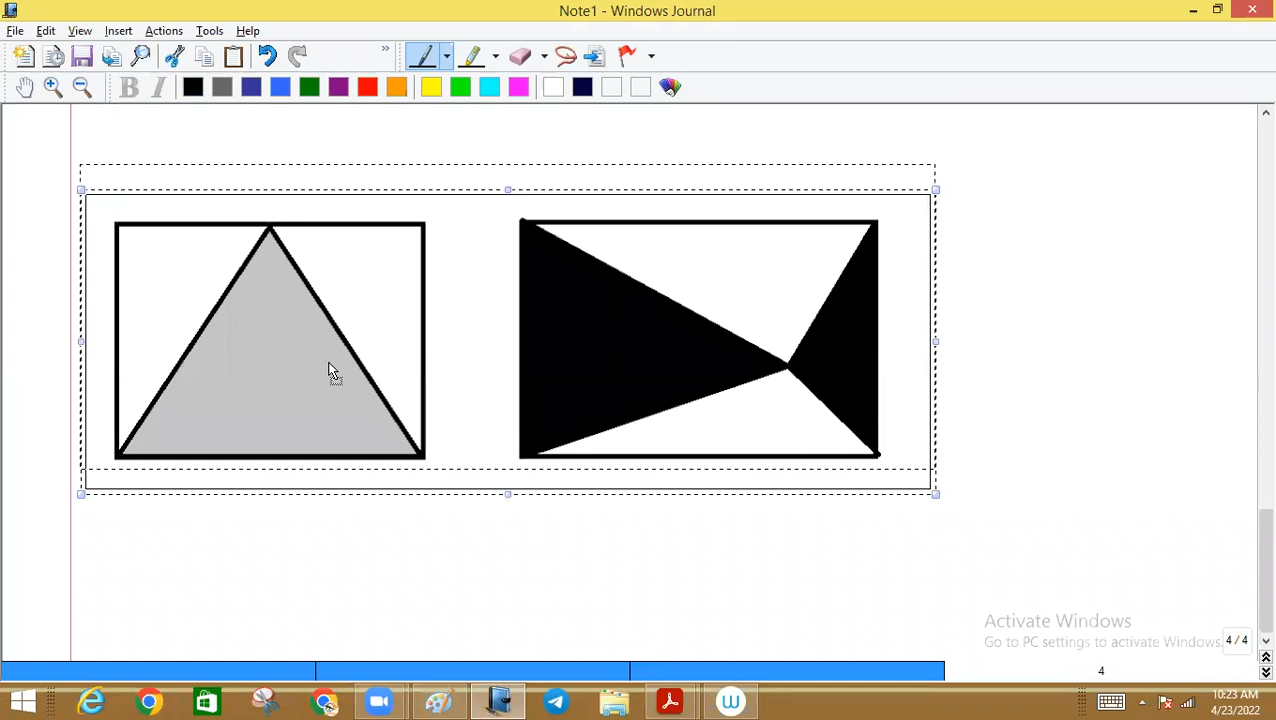 Note1 - Windows Journal
File Edit View Insert Actions Tools Help
»
B I
Activate Windows
Go to PC settings to activate Windows.
4 / 4
4
W
10:23 AM
4/23/2022